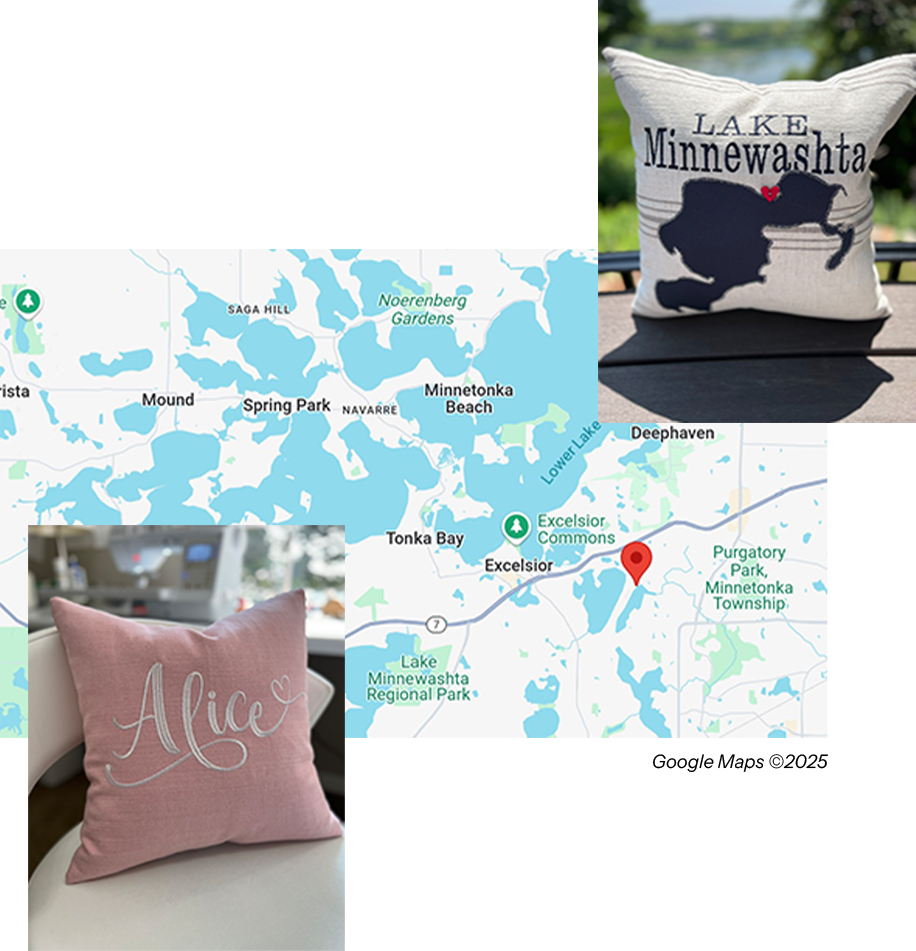 LAKE
Minnewashta
SAGA HILL
Noerenberg
Gardens
Mound
Spring Park
NAVARRE
Minnetonka
Beach
Lower Lake
Deephaven
Tonka Bay
Excelsior
Commons
Excelsior
Purgatory
Park,
Minnetonka
Township
7
Lake
Minnewashta
Regional Park
Alice
Google Maps ©2025